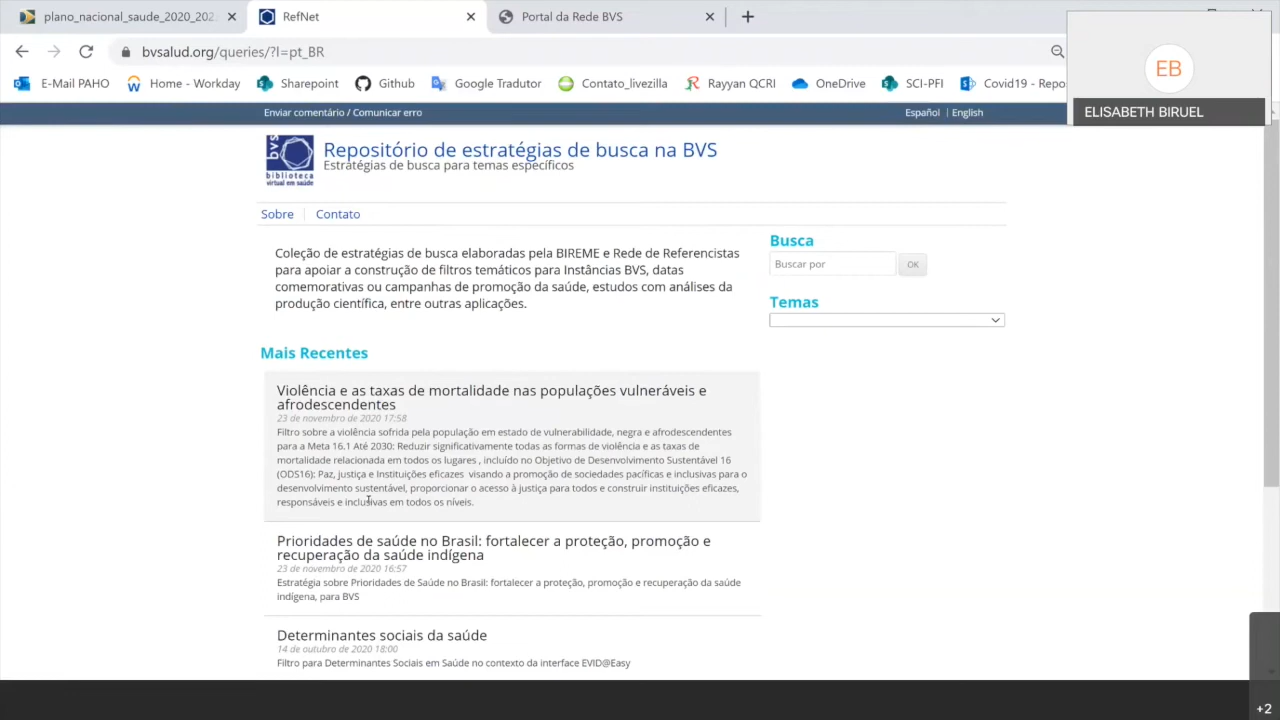 plano_nacional_saude_2020_202
RefNet
Portal da Rede BVS
bvsalud.org/queries/?l=pt_BR
E-Mail PAHO
Home - Workday
Sharepoint
Github
Google Tradutor
Contato_livezilla
Rayyan QCRI
OneDrive
SCI-PFI
Covid19 - Repo
EB
ELISABETH BIRUEL
Enviar comentário / Comunicar erro
Español | English
bvs
biblioteca
virtual em saúde
Repositório de estratégias de busca na BVS
Estratégias de busca para temas específicos
Sobre
Contato
Coleção de estratégias de busca elaboradas pela BIREME e Rede de Referencistas
para apoiar a construção de filtros temáticos para Instâncias BVS, datas
comemorativas ou campanhas de promoção da saúde, estudos com análises da
produção científica, entre outras aplicações.
Busca
Buscar por
OK
Temas
Mais Recentes
Violência e as taxas de mortalidade nas populações vulneráveis e
afrodescendentes
23 de novembro de 2020 17:58
Filtro sobre a violência sofrida pela população em estado de vulnerabilidade, negra e afrodescendentes
para a Meta 16.1 Até 2030: Reduzir significativamente todas as formas de violência e as taxas de
mortalidade relacionada em todos os lugares , incluído no Objetivo de Desenvolvimento Sustentável 16
(ODS16): Paz, justiça e Instituições eficazes visando a promoção de sociedades pacíficas e inclusivas para o
desenvolvimento sustentável, proporcionar o acesso à justiça para todos e construir instituições eficazes,
responsáveis e inclusivas em todos os níveis.
Prioridades de saúde no Brasil: fortalecer a proteção, promoção e
recuperação da saúde indígena
23 de novembro de 2020 16:57
Estratégia sobre Prioridades de Saúde no Brasil: fortalecer a proteção, promoção e recuperação da saúde
indígena, para BVS
Determinantes sociais da saúde
14 de outubro de 2020 18:00
Filtro para Determinantes Sociais em Saúde no contexto da interface EVID@Easy
+2